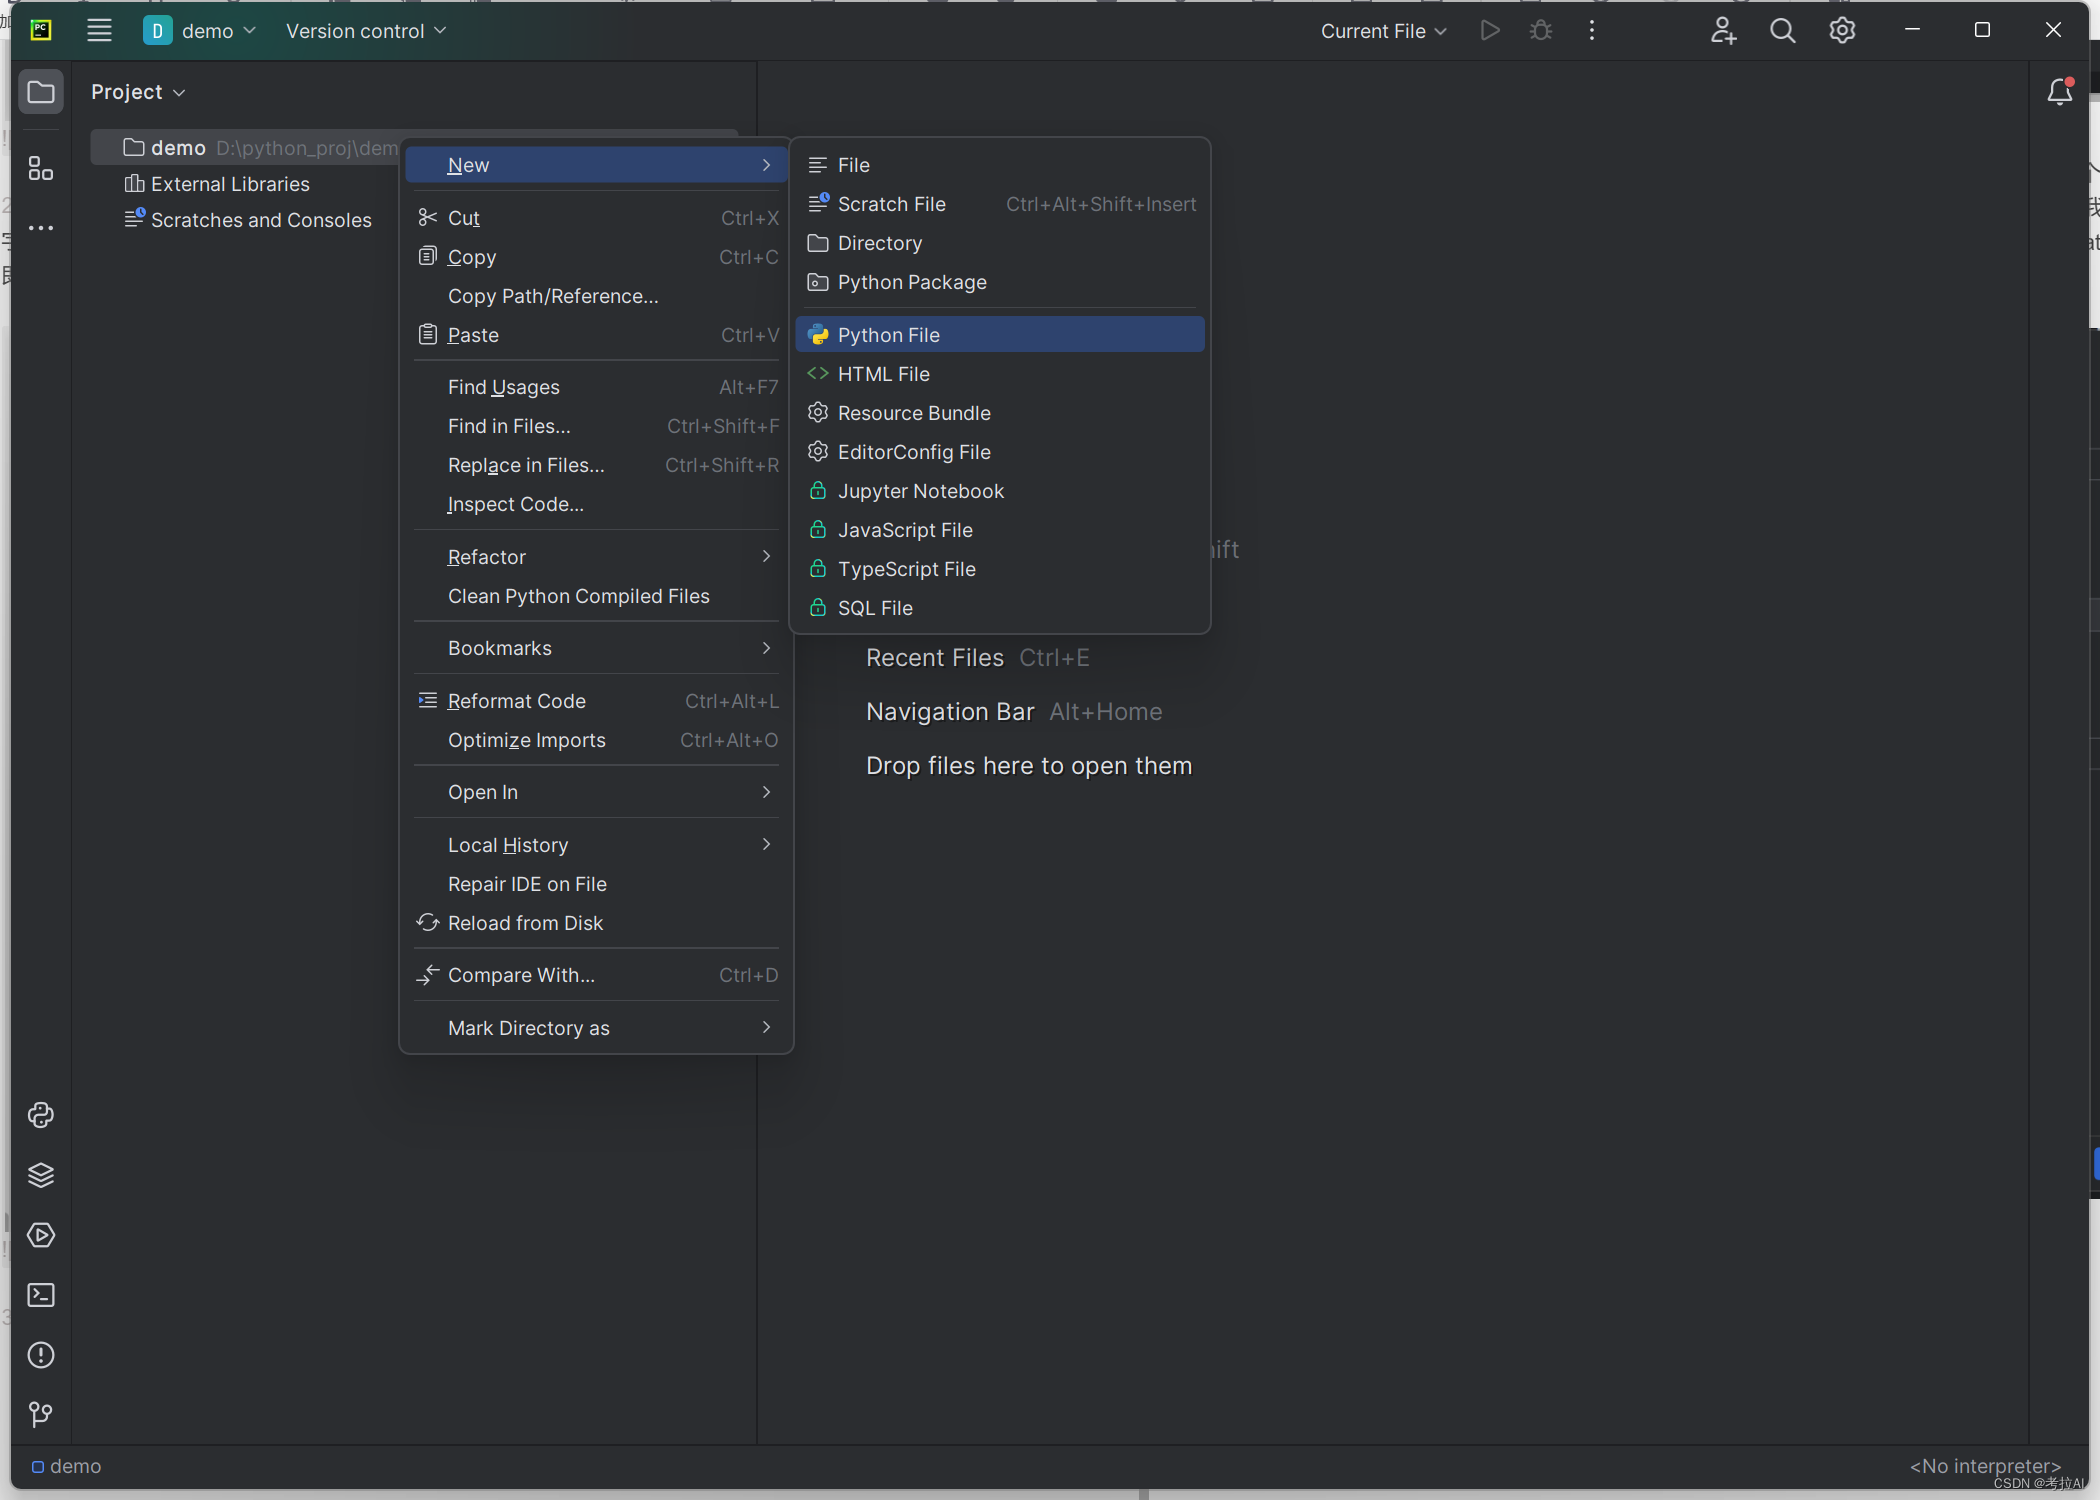 PC
D demo Version control Current File
Project
demo D:\python_proj\dem
External Libraries
Scratches and Consoles
New
Cut Ctrl+X
Copy Ctrl+C
Copy Path/Reference...
Paste Ctrl+V
Find Usages Alt+F7
Find in Files... Ctrl+Shift+F
Replace in Files... Ctrl+Shift+R
Inspect Code...
Refactor
Clean Python Compiled Files
Bookmarks
Reformat Code Ctrl+Alt+L
Optimize Imports Ctrl+Alt+O
Open In
Local History
Repair IDE on File
Reload from Disk
Compare With... Ctrl+D
Mark Directory as
File
Scratch File Ctrl+Alt+Shift+Insert
Directory
Python Package
Python File
HTML File
Resource Bundle
EditorConfig File
Jupyter Notebook
JavaScript File
TypeScript File
SQL File
ift
Recent Files Ctrl+E
Navigation Bar Alt+Home
Drop files here to open them
demo
<No interpreter>
CSDN @考拉AI